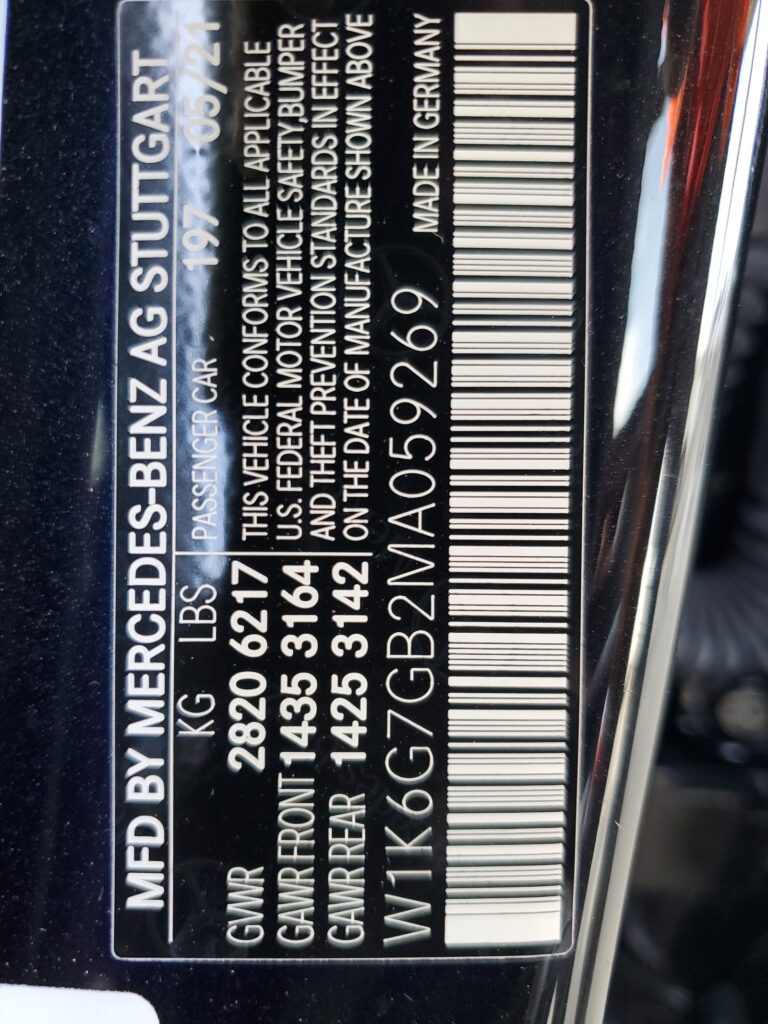 MFD BY MERCEDES-BENZ AG STUTTGART
KG LBS PASSENGER CAR 197 05/21
GVWR 2820 6217
GAWR FRONT 1435 3164
GAWR REAR 1425 3142
THIS VEHICLE CONFORMS TO ALL APPLICABLE
U.S. FEDERAL MOTOR VEHICLE SAFETY,BUMPER
AND THEFT PREVENTION STANDARDS IN EFFECT
ON THE DATE OF MANUFACTURE SHOWN ABOVE
W1K6G7GB2MA059269 MADE IN GERMANY